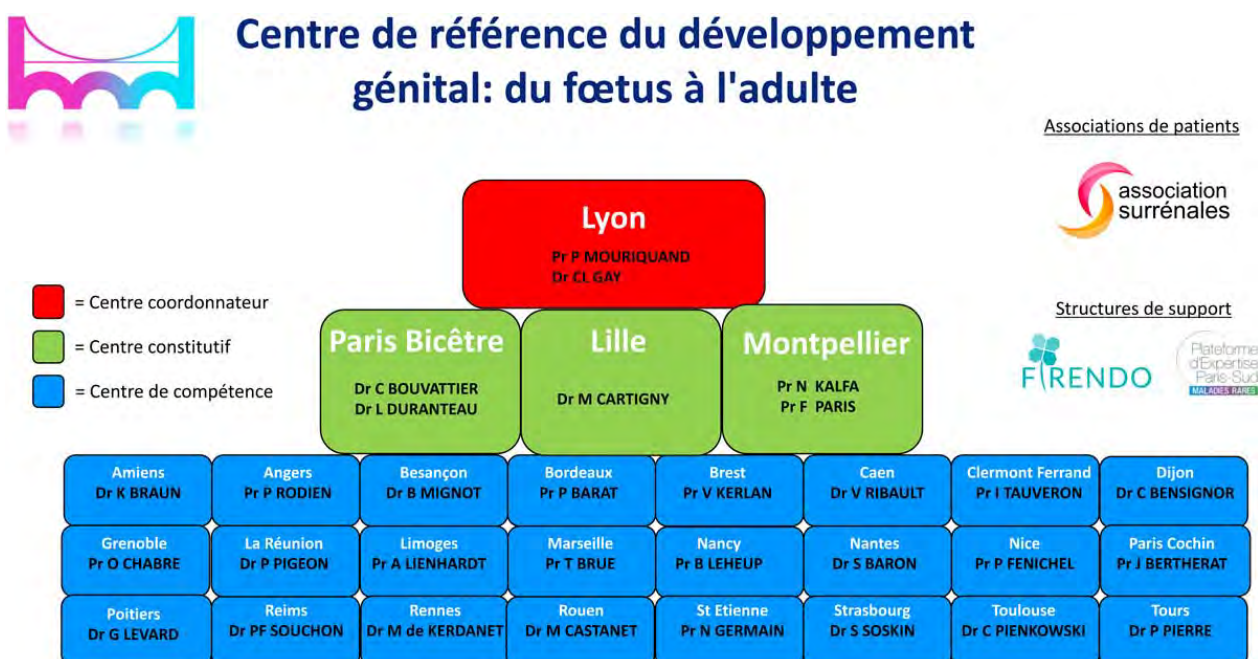 Centre de référence du développement
génital: du fœtus à l'adulte
Associations de patients
association
surrénales
Lyon
Pr P MOURIQUAND
Dr CL GAY
= Centre coordonnateur
= Centre constitutif
= Centre de compétence
Structures de support
FIRENDO
Plateforme
d'Expertise
Paris-Sud
MALADIES RARES
Paris Bicêtre
Dr C BOUVATTIER
Dr L DURANTEAU
Lille
Dr M CARTIGNY
Montpellier
Pr N KALFA
Pr F PARIS
Amiens
Dr K BRAUN
Angers
Pr P RODIEN
Besançon
Dr B MIGNOT
Bordeaux
Pr P BARAT
Brest
Pr V KERLAN
Caen
Dr V RIBAULT
Clermont Ferrand
Pr I TAUVERON
Dijon
Dr C BENSIGNOR
Grenoble
Pr O CHABRE
La Réunion
Dr P PIGEON
Limoges
Pr A LIENHARDT
Marseille
Pr T BRUE
Nancy
Pr B LEHEUP
Nantes
Dr S BARON
Nice
Pr P FENICHEL
Paris Cochin
Pr J BERTHERAT
Poitiers
Dr G LEVARD
Reims
Dr PF SOUCHON
Rennes
Dr M de KERDANET
Rouen
Dr M CASTANET
St Etienne
Pr N GERMAIN
Strasbourg
Dr S SOSKIN
Toulouse
Dr C PIENKOWSKI
Tours
Dr P PIERRE